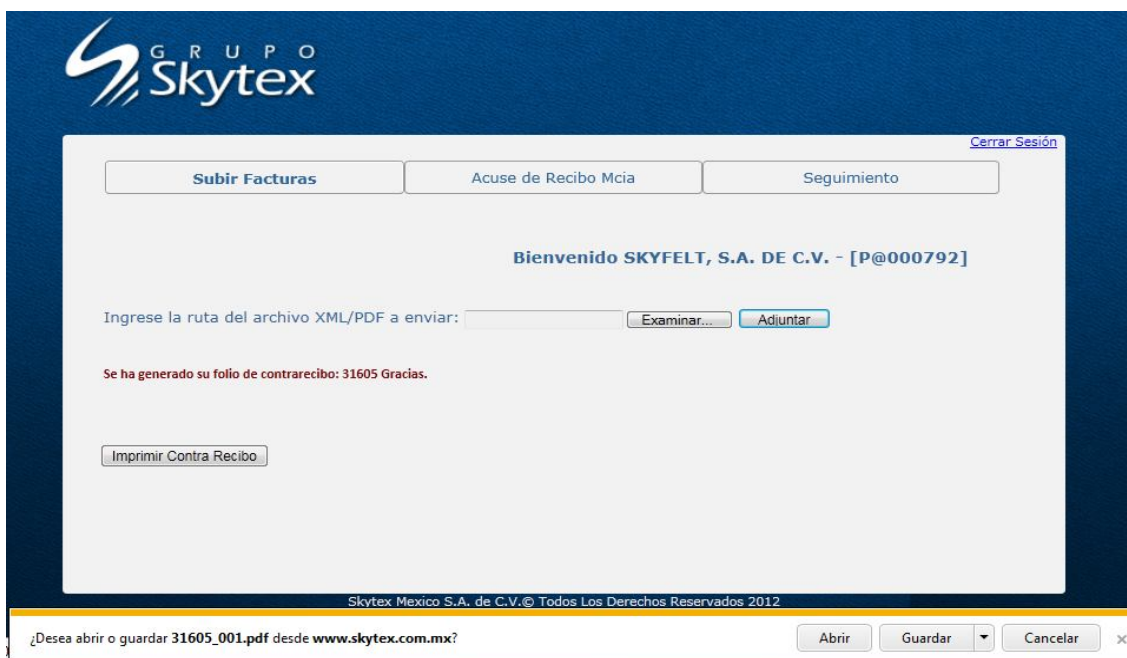 GRUPO
Skytex
Cerrar Sesión
Subir Facturas Acuse de Recibo Mcia Seguimiento
Bienvenido SKYFELT, S.A. DE C.V. - [P@000792]
Ingrese la ruta del archivo XML/PDF a enviar: Examinar... Adjuntar
Se ha generado su folio de contrarecibo: 31605 Gracias.
Imprimir Contra Recibo
Skytex Mexico S.A. de C.V.© Todos Los Derechos Reservados 2012
¿Desea abrir o guardar 31605_001.pdf desde www.skytex.com.mx? Abrir Guardar Cancelar